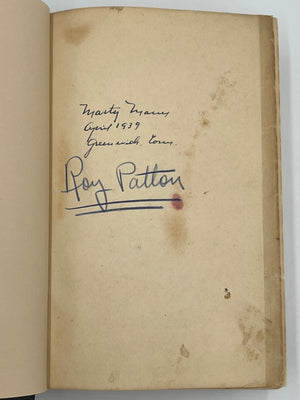 Marty Mann
April 1939
Greenwich, Conn.
Roy Patton